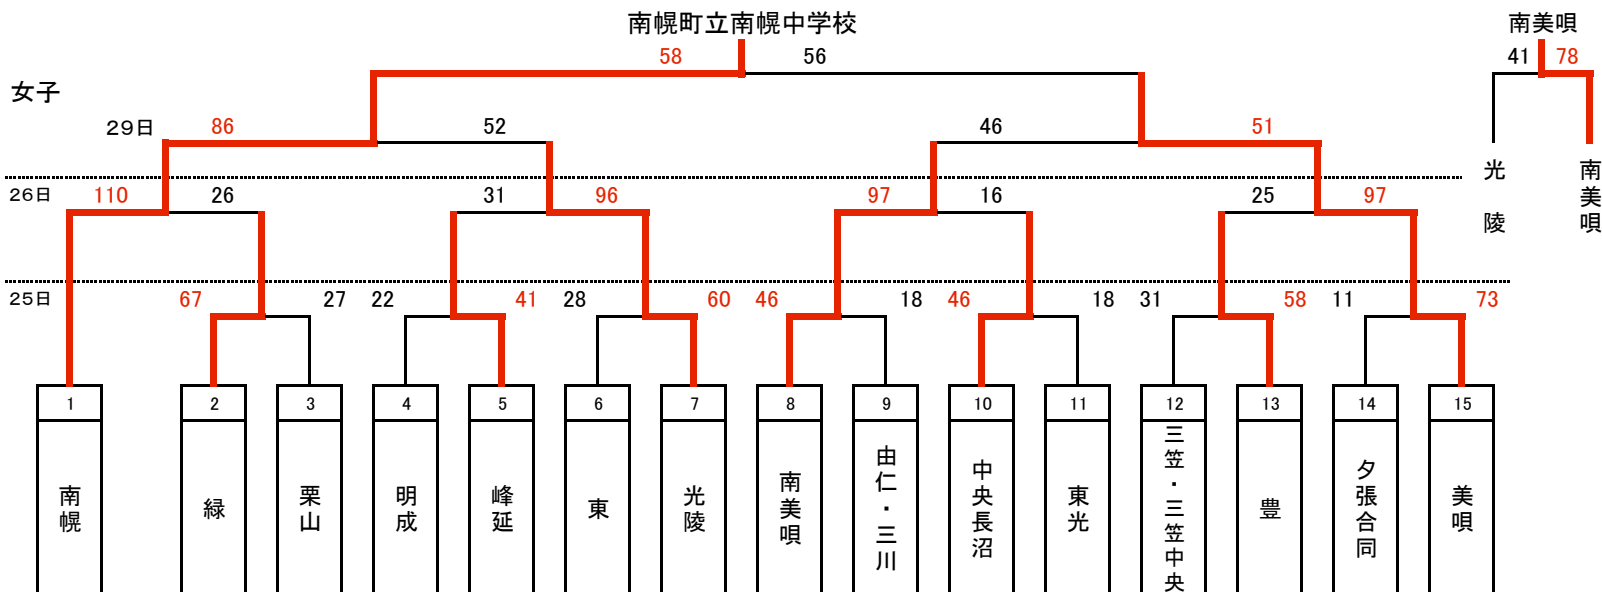 南幌町立南幌中学校
南美唄
58 56
41 78
女子
29日 86 52 46 51
光陵
南美唄
26日 110 26 31 96 97 16 25 97
25日 67 27 22 41 28 60 46 18 46 18 31 58 11 73
1 2 3 4 5 6 7 8 9 10 11 12 13 14 15
南幌
緑
栗山
明成
峰延
東
光陵
南美唄
由仁・三川
中央長沼
東光
三笠・三笠中央
豊
夕張合同
美唄